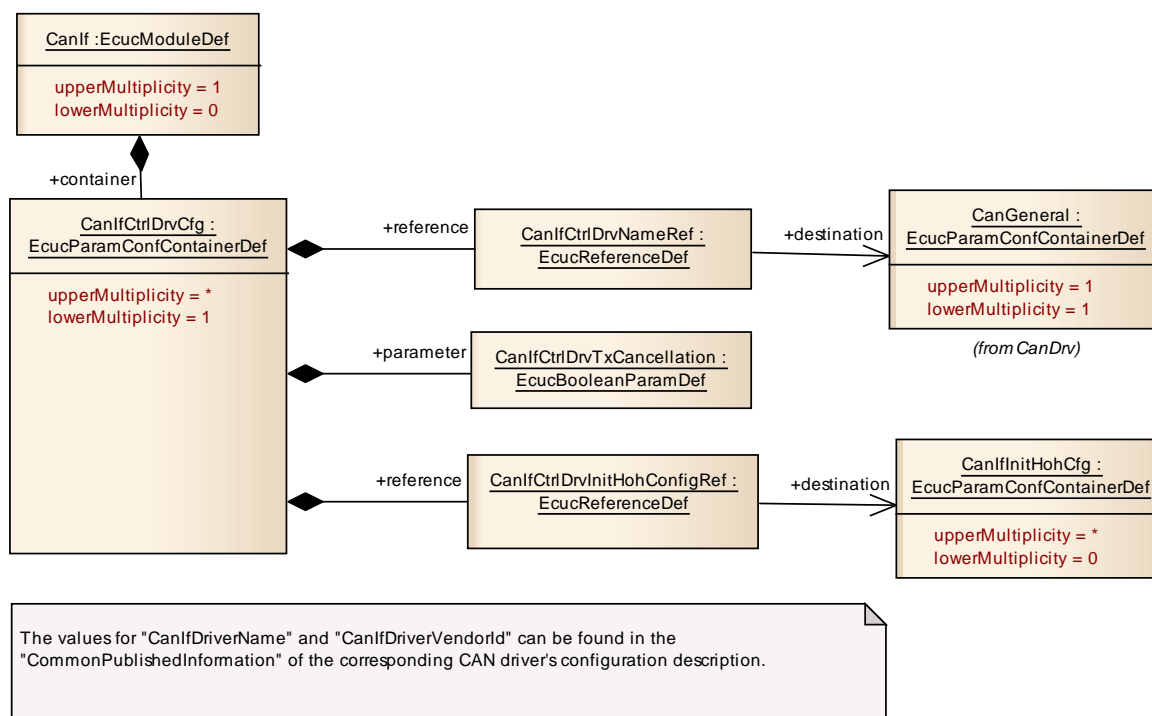 CanIf :EcucModuleDef
upperMultiplicity = 1
lowerMultiplicity = 0
+container
CanIfCtrlDrvCfg :
EcucParamConfContainerDef
upperMultiplicity = *
lowerMultiplicity = 1
+reference
CanIfCtrlDrvNameRef :
EcucReferenceDef
+destination
CanGeneral :
EcucParamConfContainerDef
upperMultiplicity = 1
lowerMultiplicity = 1
(from CanDrv)
+parameter
CanIfCtrlDrvTxCancellation :
EcucBooleanParamDef
+reference
CanIfCtrlDrvInitHohConfigRef :
EcucReferenceDef
+destination
CanIfInitHohCfg :
EcucParamConfContainerDef
upperMultiplicity = *
lowerMultiplicity = 0
The values for "CanIfDriverName" and "CanIfDriverVendorId" can be found in the
"CommonPublishedInformation" of the corresponding CAN driver's configuration description.